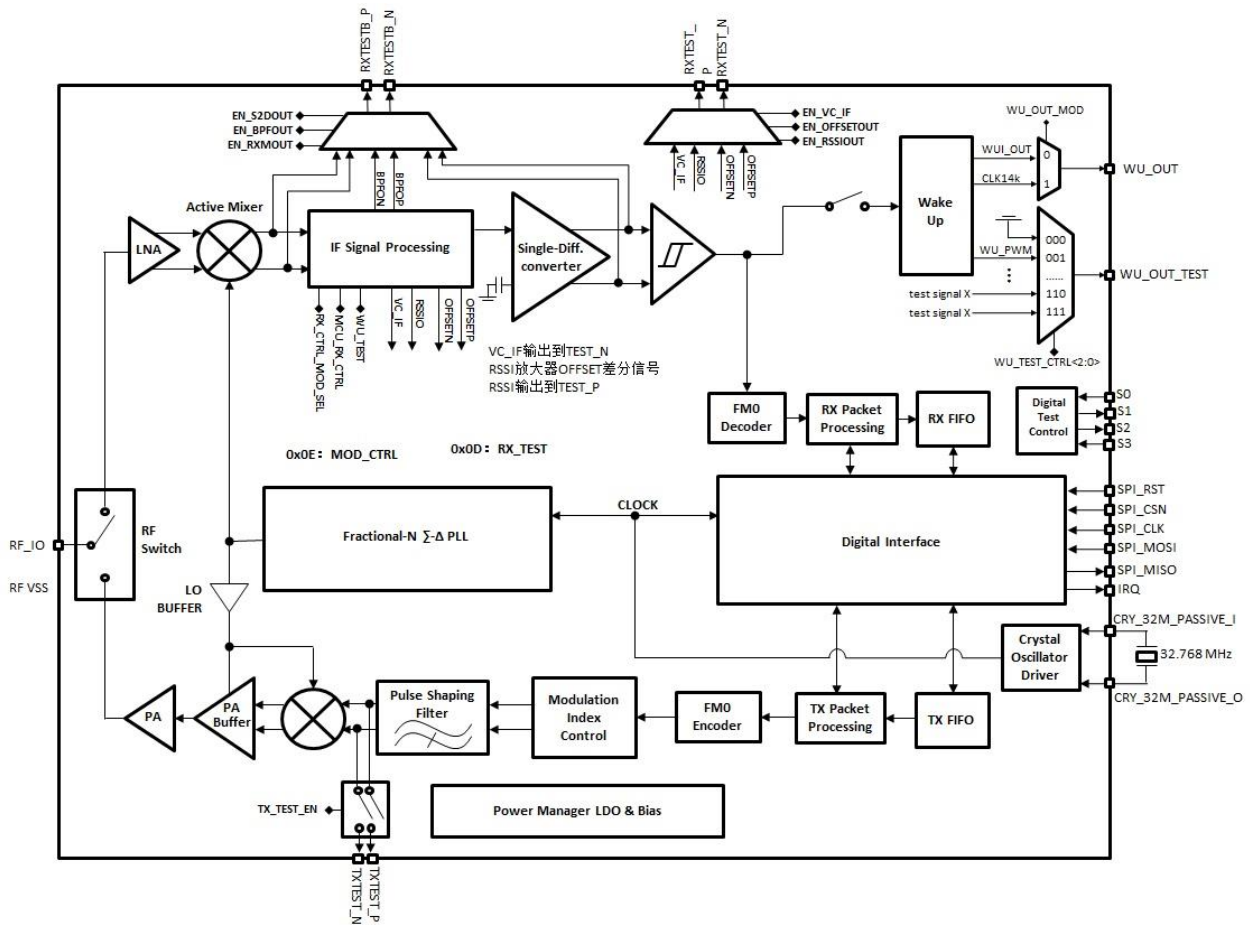 RXTESTB_P
RXTESTB_N
RXTEST_
P
RXTEST_N
EN_S2DOUT
EN_BPFOUT
EN_RXMOUT
EN_VC_IF
EN_OFFSETOUT
EN_RSSIOUT
VC_IF
RSSIO
OFFSETN
OFFSETP
WU_OUT_MOD
WUI_OUT
0
CLK14k
1
WU_OUT
BPFON
BPFOP
Active Mixer
LNA
IF Signal Processing
Single-Diff.
converter
Wake
Up
000
WU_PWM
001
......
test signal X
110
test signal X
111
WU_OUT_TEST
WU_TEST_CTRL<2:0>
RX_CTRL_MOD_SEL
MCU_RX_CTRL
WU_TEST
VC_IF
RSSIO
OFFSETN
OFFSETP
VC_IF输出到TEST_N
RSSI放大器OFFSET差分信号
RSSI输出到TEST_P
FM0
Decoder
RX Packet
Processing
RX FIFO
Digital
Test
Control
S0
S1
S2
S3
0x0E：MOD_CTRL
0x0D：RX_TEST
RF_IO
RF VSS
RF
Switch
Fractional-N ∑-Δ PLL
CLOCK
Digital Interface
SPI_RST
SPI_CSN
SPI_CLK
SPI_MOSI
SPI_MISO
IRQ
LO
BUFFER
CRY_32M_PASSIVE_I
Crystal
Oscillator
Driver
32.768 MHz
CRY_32M_PASSIVE_O
PA
PA
Buffer
Pulse Shaping
Filter
Modulation
Index
Control
FM0
Encoder
TX Packet
Processing
TX FIFO
TX_TEST_EN
Power Manager LDO & Bias
TXTEST_N
TXTEST_P